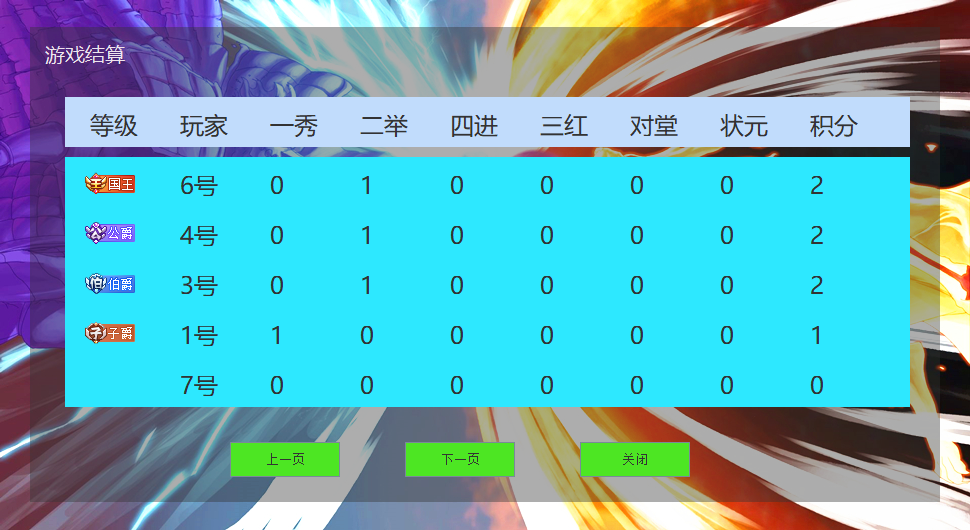 游戏结算
等级 玩家 一秀 二举 四进 三红 对堂 状元 积分
王 国王 6号 0 1 0 0 0 0 2
公 公爵 4号 0 1 0 0 0 0 2
伯 伯爵 3号 0 1 0 0 0 0 2
子 子爵 1号 1 0 0 0 0 0 1
7号 0 0 0 0 0 0 0
上一页 下一页 关闭